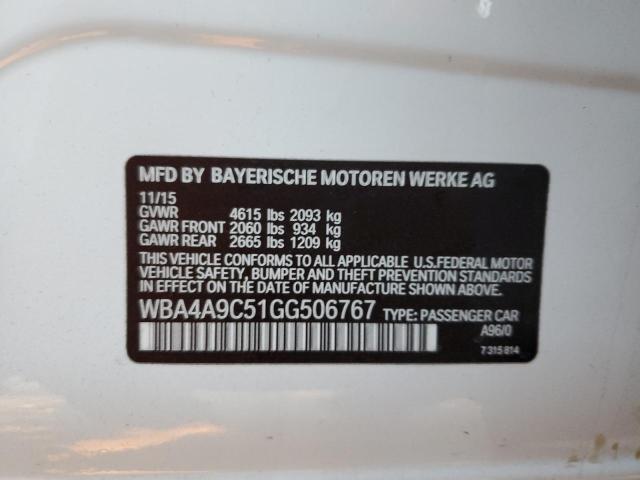 MFD BY BAYERISCHE MOTOREN WERKE AG
11/15
GVWR 4615 lbs 2093 kg
GAWR FRONT 2060 lbs 934 kg
GAWR REAR 2665 lbs 1209 kg
THIS VEHICLE CONFORMS TO ALL APPLICABLE U.S.FEDERAL MOTOR
VEHICLE SAFETY, BUMPER AND THEFT PREVENTION STANDARDS
IN EFFECT ON THE DATE OF MANUFACTURE SHOWN ABOVE.
WBA4A9C51GG506767 TYPE: PASSENGER CAR
A96/0
7 315 814